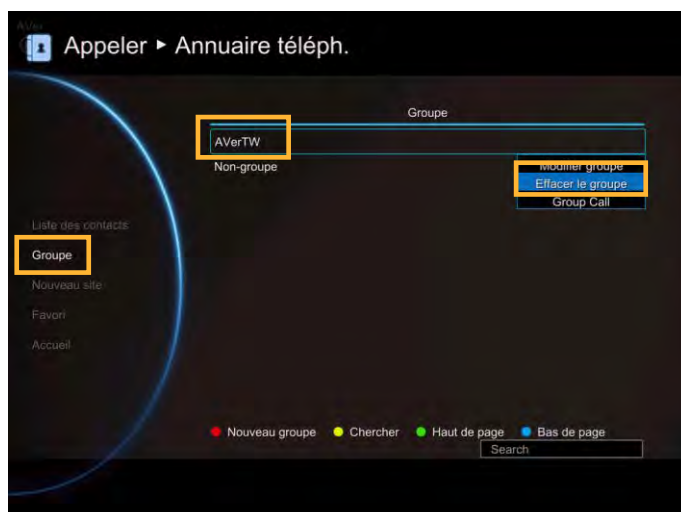 AVer
Appeler ► Annuaire téléph.
Groupe
AVerTW
Non-groupe
Modifier groupe
Effacer le groupe
Group Call
Liste des contacts
Groupe
Nouveau site
Favori
Accueil
Nouveau groupe Chercher Haut de page Bas de page
Search